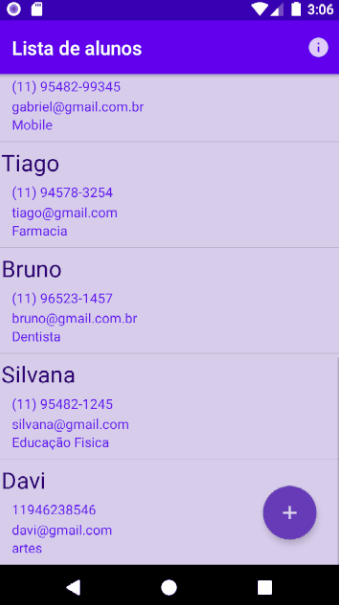 3:06
Lista de alunos
(11) 95482-99345
gabriel@gmail.com.br
Mobile
Tiago
(11) 94578-3254
tiago@gmail.com
Farmacia
Bruno
(11) 96523-1457
bruno@gmail.com.br
Dentista
Silvana
(11) 95482-1245
silvana@gmail.com
Educação Fisica
Davi
11946238546
davi@gmail.com
artes